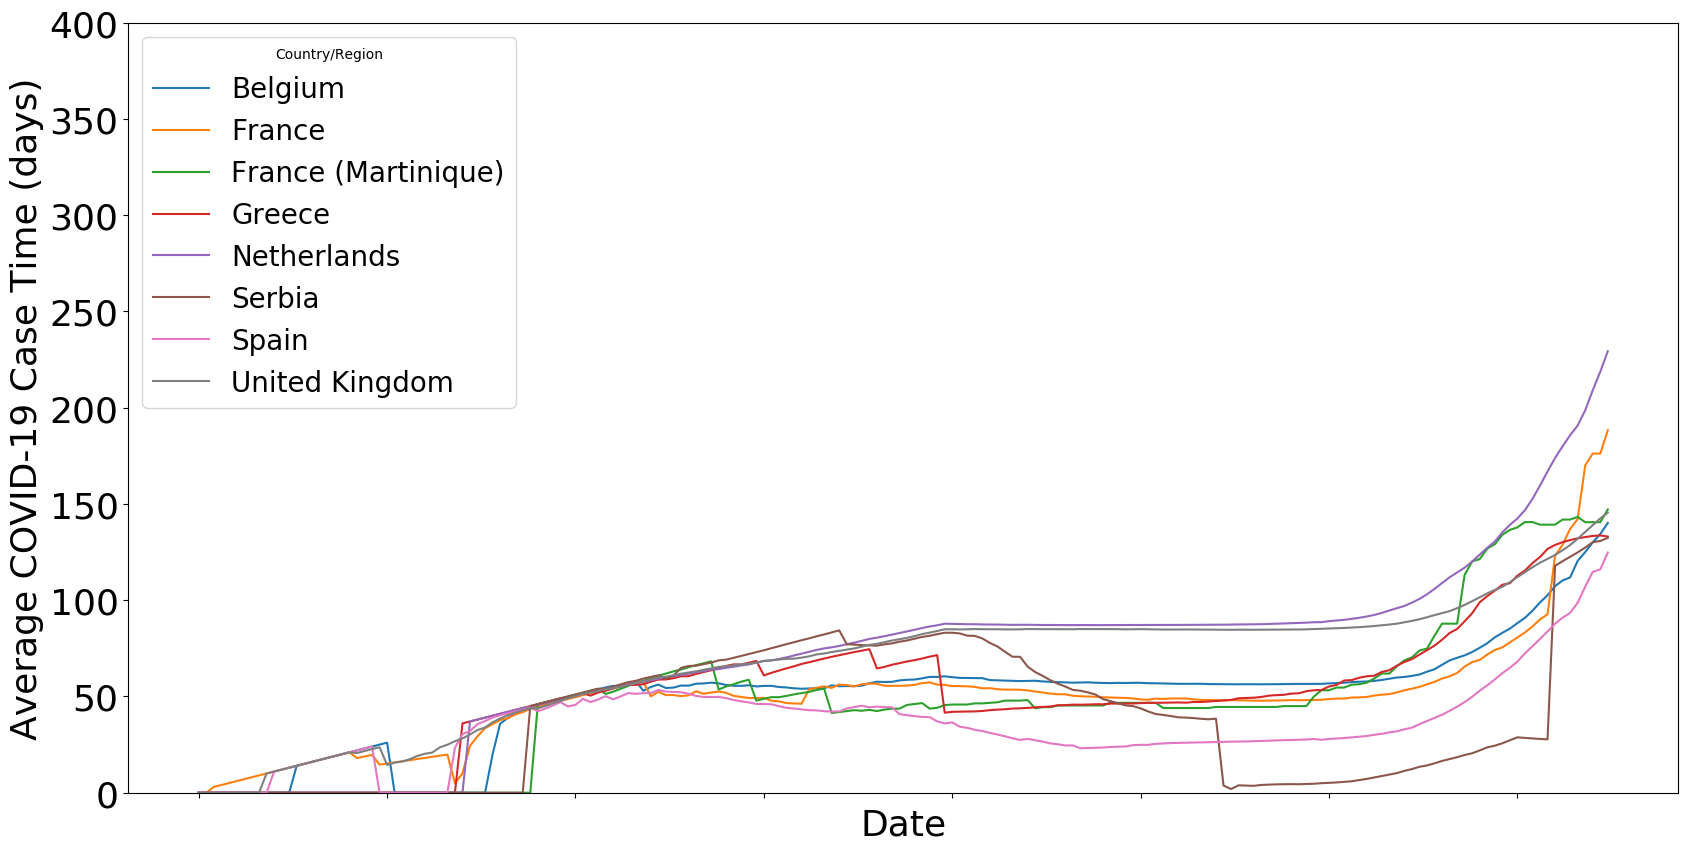 Average COVID-19 Case Time (days)
400
350
300
250
200
150
100
50
0
Country/Region
Belgium
France
France (Martinique)
Greece
Netherlands
Serbia
Spain
United Kingdom
Date